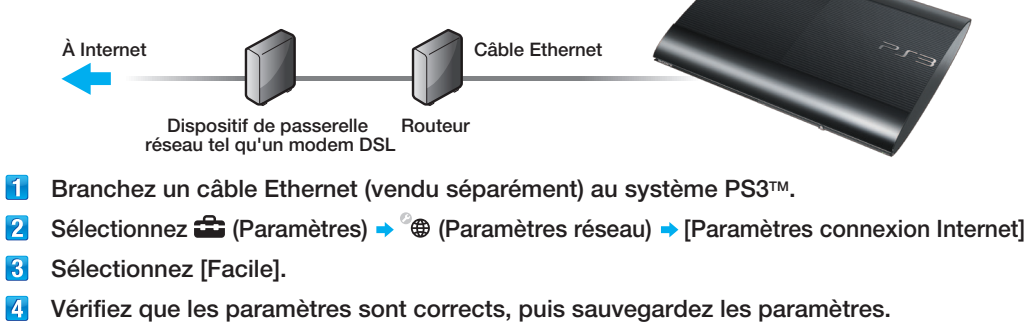 À Internet
Câble Ethernet
PS3
Dispositif de passerelle
réseau tel qu'un modem DSL
Routeur
1 Branchez un câble Ethernet (vendu séparément) au système PS3™.
2 Sélectionnez (Paramètres) ➔ (Paramètres réseau) ➔ [Paramètres connexion Internet]
3 Sélectionnez [Facile].
4 Vérifiez que les paramètres sont corrects, puis sauvegardez les paramètres.